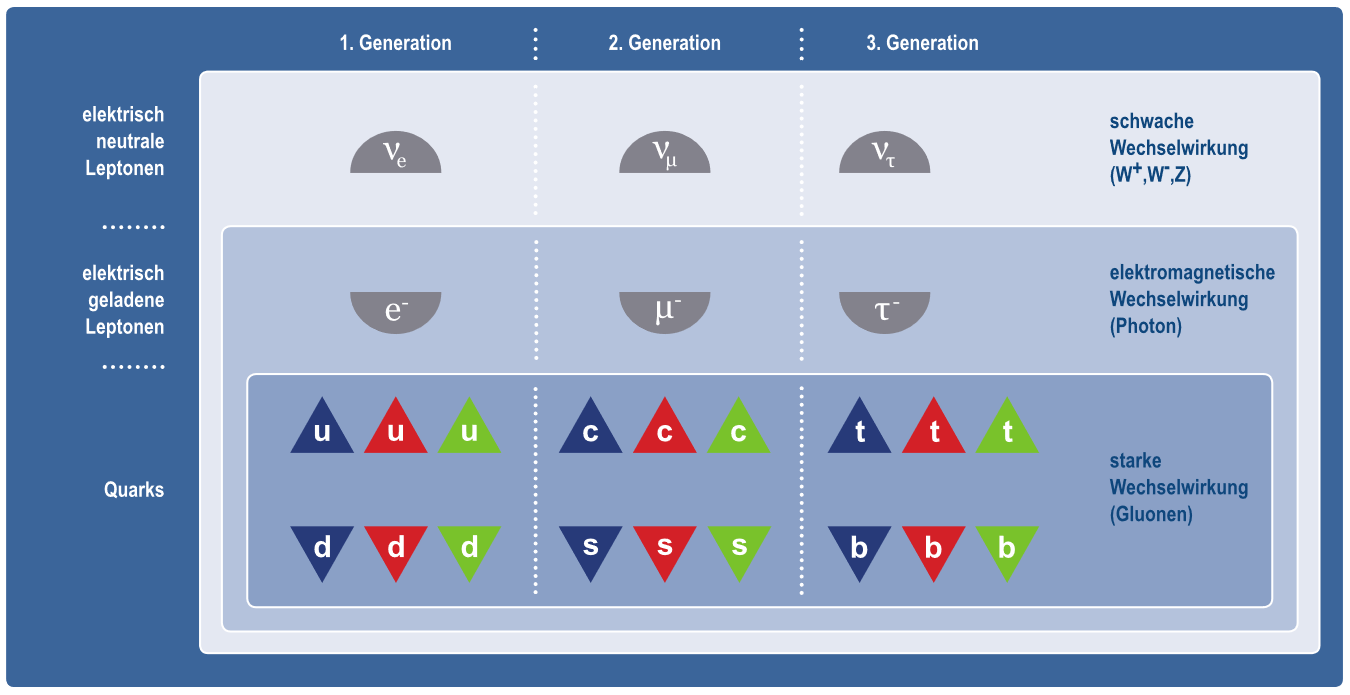 1. Generation
2. Generation
3. Generation
elektrisch
neutrale
Leptonen
νe
νμ
ντ
schwache
Wechselwirkung
(W⁺,W⁻,Z)
elektrisch
geladene
Leptonen
e⁻
μ⁻
τ⁻
elektromagnetische
Wechselwirkung
(Photon)
Quarks
u u u
c c c
t t t
d d d
s s s
b b b
starke
Wechselwirkung
(Gluonen)